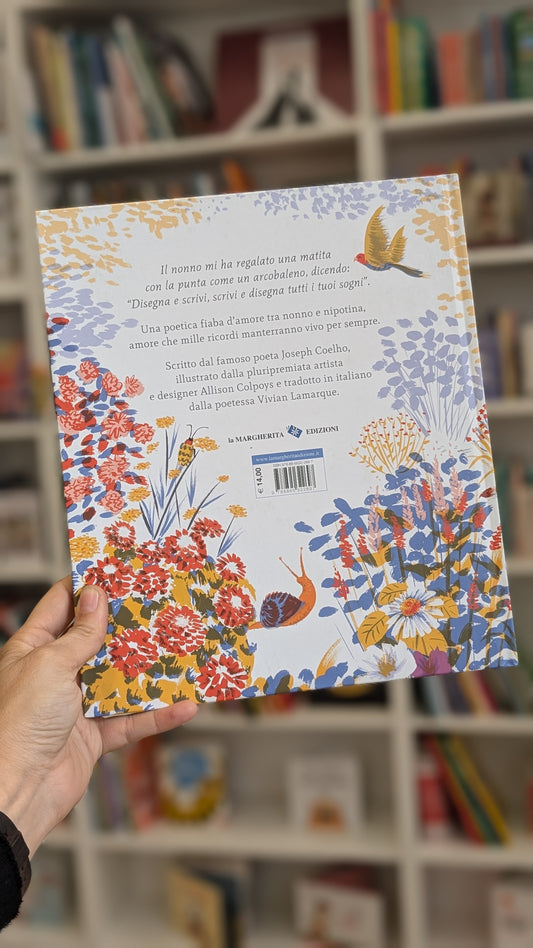 Il nonno mi ha regalato una matita
con la punta come un arcobaleno, dicendo:
“Disegna e scrivi, scrivi e disegna tutti i tuoi sogni”.
Una poetica fiaba d'amore tra nonno e nipotina,
amore che mille ricordi manterranno vivo per sempre.
Scritto dal famoso poeta Joseph Coelho,
illustrato dalla pluripremiata artista
e designer Allison Colpoys e tradotto in italiano
dalla poetessa Vivian Lamarque.
la MARGHERITA EDIZIONI
www.lamargheritaedizioni.it
€ 14,00